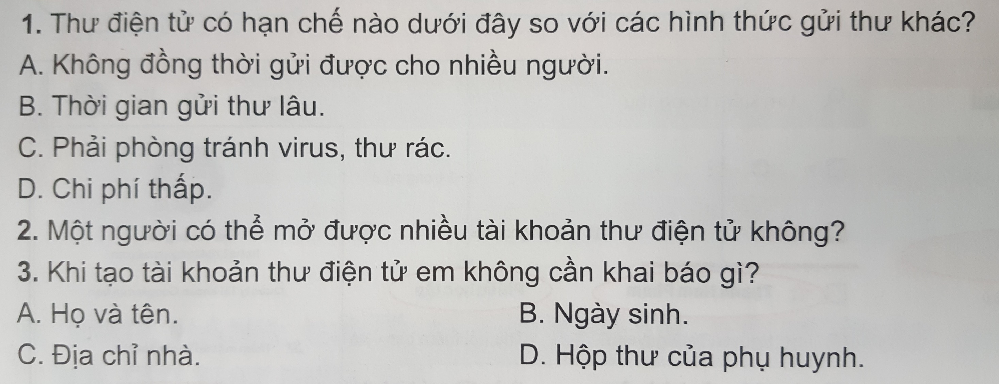 1. Thư điện tử có hạn chế nào dưới đây so với các hình thức gửi thư khác?
A. Không đồng thời gửi được cho nhiều người.
B. Thời gian gửi thư lâu.
C. Phải phòng tránh virus, thư rác.
D. Chi phí thấp.
2. Một người có thể mở được nhiều tài khoản thư điện tử không?
3. Khi tạo tài khoản thư điện tử em không cần khai báo gì?
A. Họ và tên. B. Ngày sinh.
C. Địa chỉ nhà. D. Hộp thư của phụ huynh.